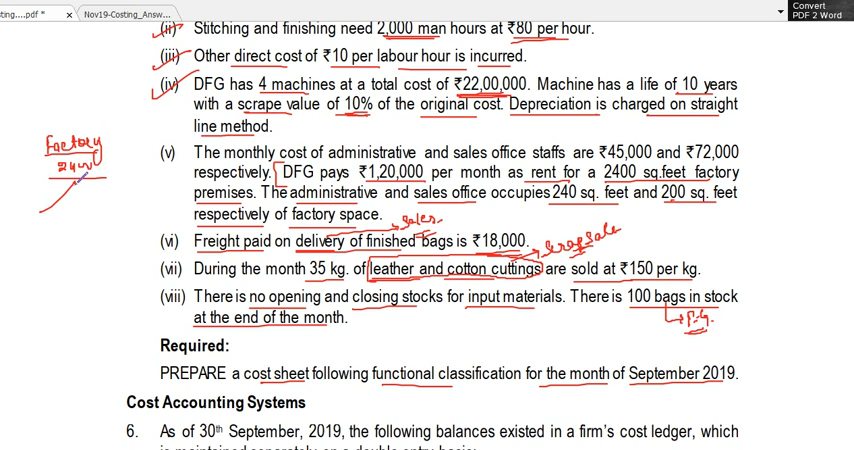 ting....pdf *
x
Nov19-Costing_Answ...
x
Convert
PDF 2 Word
(ii) Stitching and finishing need 2,000 man hours at ₹80 per hour.
(iii) Other direct cost of ₹10 per labour hour is incurred.
(iv) DFG has 4 machines at a total cost of ₹22,00,000. Machine has a life of 10 years
with a scrape value of 10% of the original cost. Depreciation is charged on straight
line method.
Factory
2400
(v) The monthly cost of administrative and sales office staffs are ₹45,000 and ₹72,000
respectively. DFG pays ₹1,20,000 per month as rent for a 2400 sq.feet factory
premises. The administrative and sales office occupies 240 sq. feet and 200 sq. feet
respectively of factory space.
Sales
(vi) Freight paid on delivery of finished bags is ₹18,000.
Scrap Sale
(vii) During the month 35 kg. of leather and cotton cuttings are sold at ₹150 per kg.
(viii) There is no opening and closing stocks for input materials. There is 100 bags in stock
at the end of the month.
F.G.
Required:
PREPARE a cost sheet following functional classification for the month of September 2019.
Cost Accounting Systems
6. As of 30th September, 2019, the following balances existed in a firm's cost ledger, which
is maintained separately on a double entry basis: